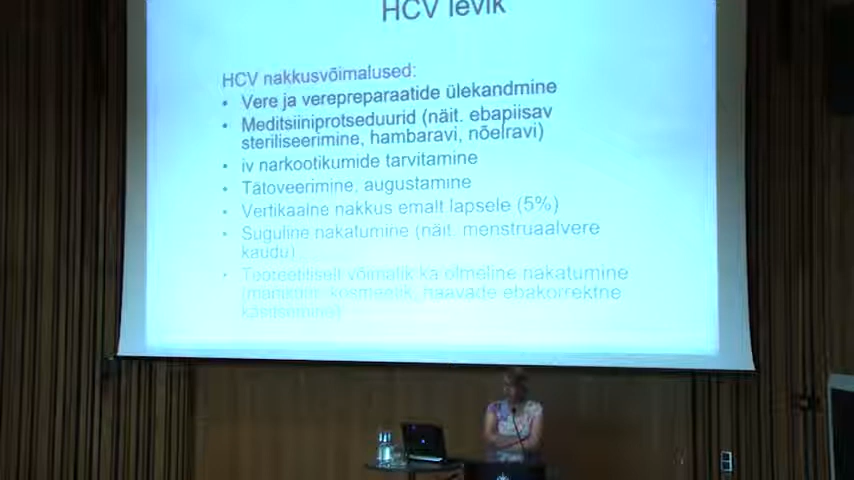 HCV levik
HCV nakkusvõimalused:
• Vere ja verepreparaatide ülekandmine
• Meditsiiniprotseduurid (näit. ebapiisav
steriliseerimine, hambaravi, nõelravi)
• iv narkootikumide tarvitamine
• Tätoveerimine, augustamine
• Vertikaalne nakkus emalt lapsele (5%)
• Suguline nakatumine (näit. menstruaalvere
kaudu)
• Teoreetiliselt võimalik ka olmeline nakatumine
(maniküür, kosmeetik, haavade ebakorrektne
käsitsemine)